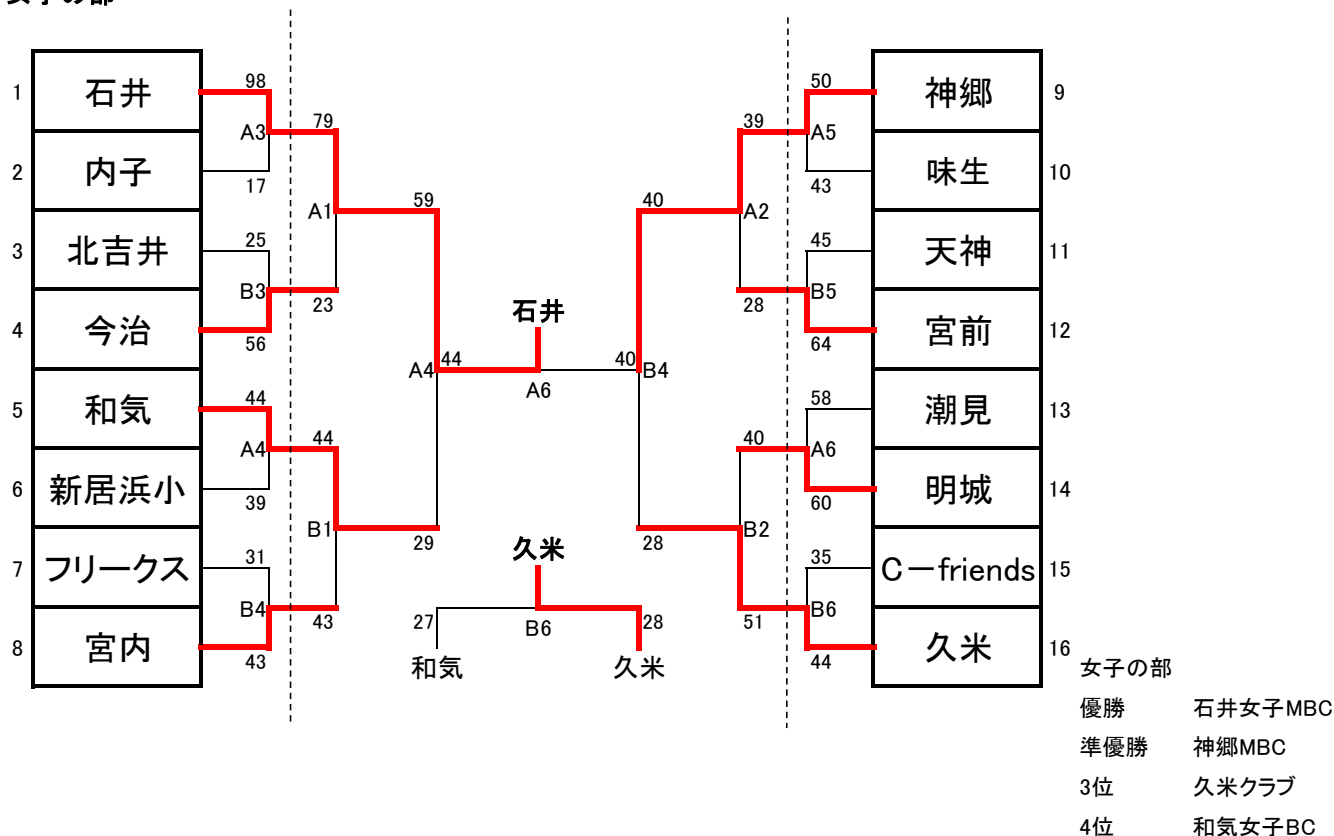 女子の部
1 石井 98 A3 79 39 A5 50 神郷 9
2 内子 17 43 味生 10
A1 59 40 A2
3 北吉井 25 45 天神 11
B3 23 石井 28 B5
4 今治 56 64 宮前 12
A4 44 A6 40 B4
5 和気 44 58 潮見 13
A4 44 40 A6
6 新居浜小 39 60 明城 14
B1 29 28 B2
7 フリークス 31 久米 35 C－friends 15
B4 43 27 B6 28 51 B6
8 宮内 43 和気 久米 44 久米 16
女子の部
優勝 石井女子MBC
準優勝 神郷MBC
3位 久米クラブ
4位 和気女子BC